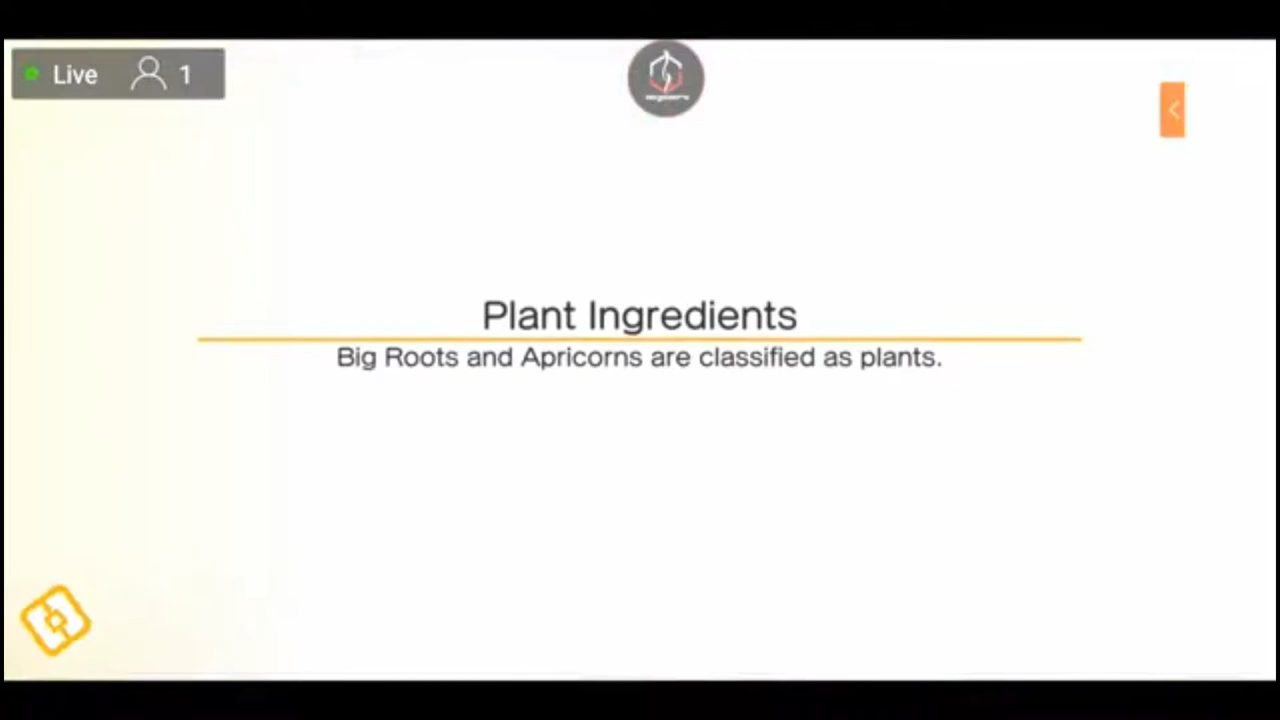 Live 1
Plant Ingredients
Big Roots and Apricorns are classified as plants.